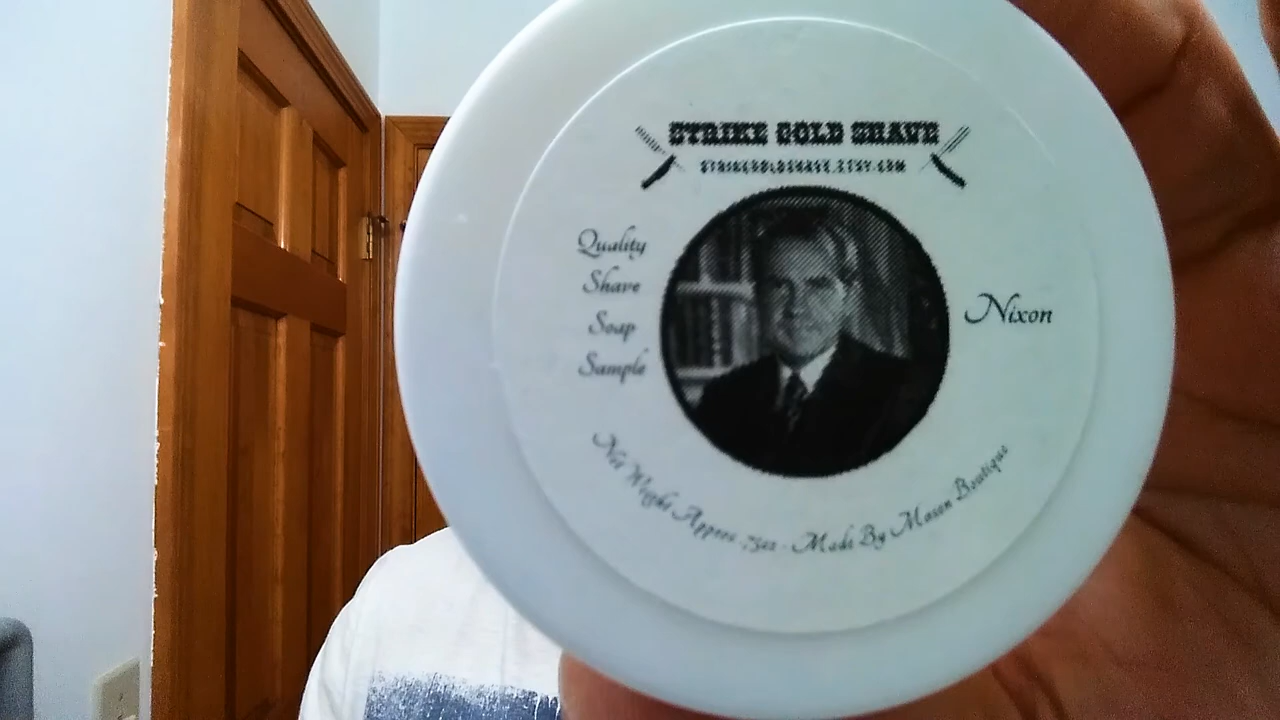 STRIKE GOLD SHAVE
STRIKEGOLDSHAVE.ETSY.COM
Quality
Shave
Soap
Sample
Nixon
Net Weight Approx .75oz - Made By Mason Boutique